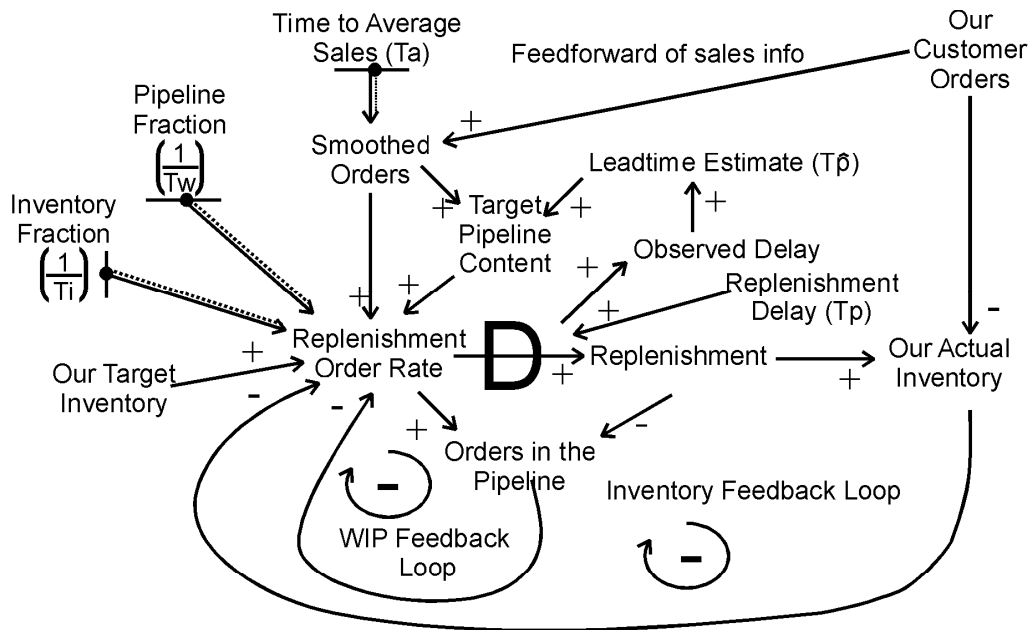 Time to Average
Sales (Ta)
Feedforward of sales info
Our
Customer
Orders
Pipeline
Fraction
(1/Tw)
+
Smoothed
Orders
Leadtime Estimate (Tp̂)
Inventory
Fraction
(1/Ti)
+
Target
Pipeline
Content
+
+
Observed Delay
+
Replenishment
Delay (Tp)
+
+
+
-
Replenishment
Order Rate
+
D
+
Replenishment
+
Our Actual
Inventory
Our Target
Inventory
-
-
+
-
Orders in the
Pipeline
-
Inventory Feedback Loop
WIP Feedback
Loop
-